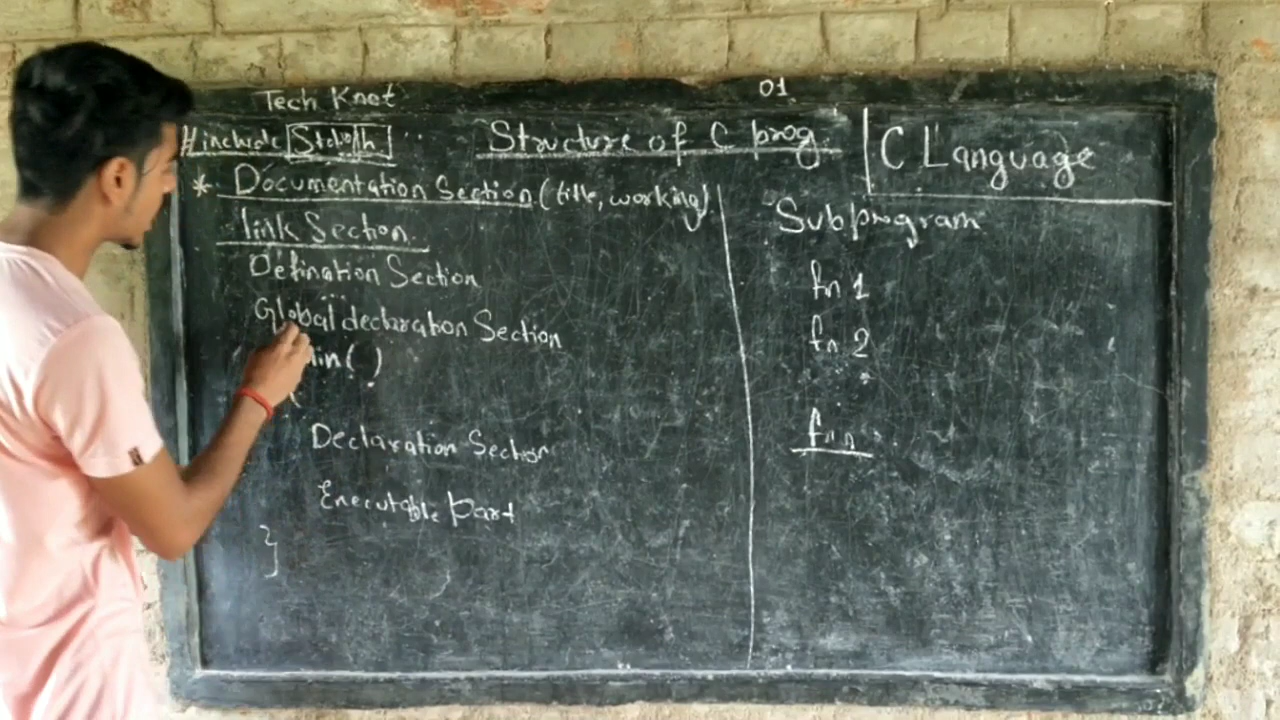 Tech Knot
01
#include Stdio.h
Structure of C prog.
C Language
* Documentation Section (title, working)
link Section
Defination Section
Global declaration Section
in( )
Declaration Section
Executable Part
}
Subprogram
fn 1
fn 2
fn n